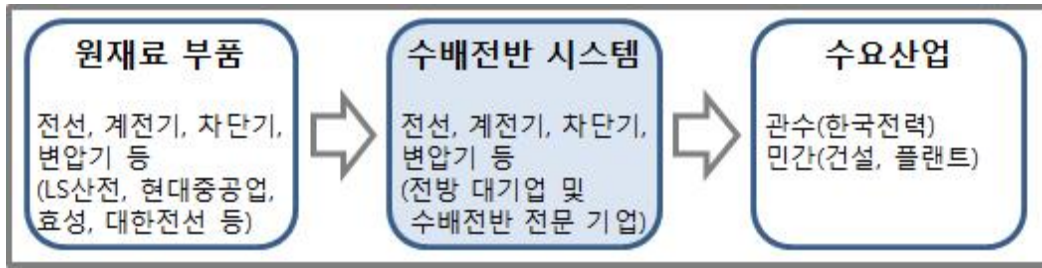 원재료 부품
전선, 계전기, 차단기,
변압기 등
(LS산전, 현대중공업,
효성, 대한전선 등)
수배전반 시스템
전선, 계전기, 차단기,
변압기 등
(전방 대기업 및
수배전반 전문 기업)
수요산업
관수(한국전력)
민간(건설, 플랜트)